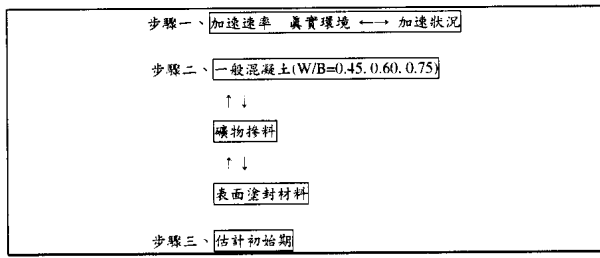 步驟一、加速速率 真實環境 ←→ 加速狀況
步驟二、一般混凝土(W/B=0.45, 0.60, 0.75)
↑ ↓
礦物摻料
↑ ↓
表面塗封材料
步驟三、估計初始期